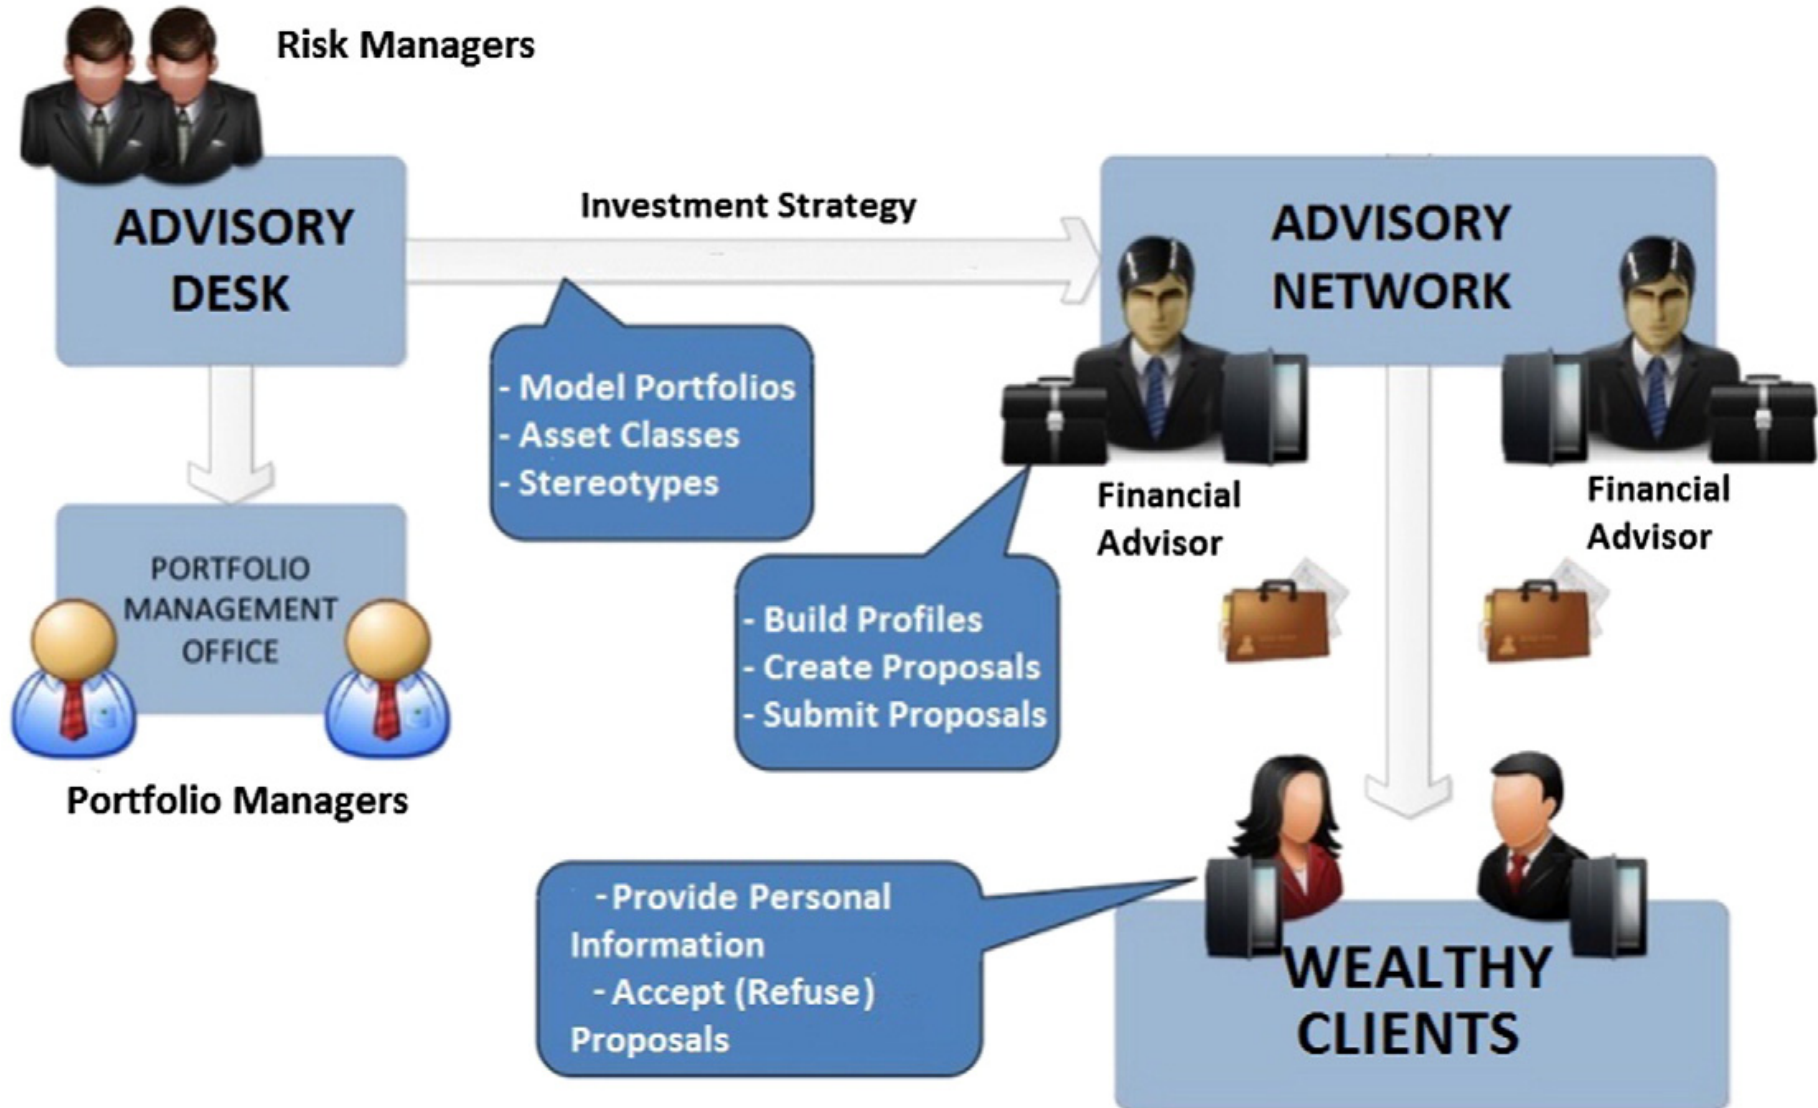 Risk Managers
ADVISORY
DESK
Investment Strategy
ADVISORY
NETWORK
- Model Portfolios
- Asset Classes
- Stereotypes
Financial
Advisor
Financial
Advisor
PORTFOLIO
MANAGEMENT
OFFICE
Portfolio Managers
- Build Profiles
- Create Proposals
- Submit Proposals
- Provide Personal
Information
- Accept (Refuse)
Proposals
WEALTHY
CLIENTS